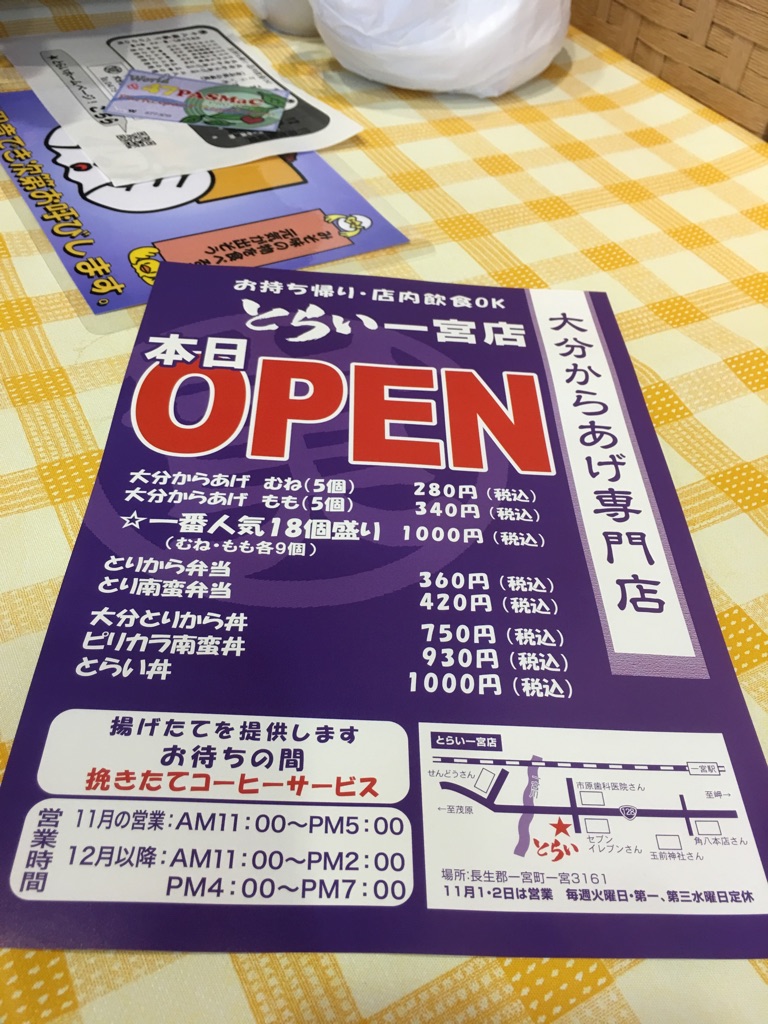 World
PASMaC
出来次第お呼びします。
お持ち帰り・店内飲食OK
とらい一宮店
本日
OPEN
大分からあげ専門店
大分からあげ むね(5個) 280円(税込)
大分からあげ もも(5個) 340円(税込)
☆一番人気18個盛り 1000円(税込)
(むね・もも各9個)
とりから弁当 360円(税込)
とり南蛮弁当 420円(税込)
大分とりから丼 750円(税込)
ピリカラ南蛮丼 930円(税込)
とらい丼 1000円(税込)
揚げたてを提供します
お待ちの間
挽きたてコーヒーサービス
営業時間
11月の営業:AM11:00〜PM5:00
12月以降:AM11:00〜PM2:00
PM4:00〜PM7:00
とらい一宮店
一宮駅
せんどうさん
市原歯科医院さん
至岬→
←至茂原
128
とらい
セブン
イレブンさん
玉前神社さん
角八本店さん
場所:長生郡一宮町一宮3161
11月1・2日は営業 毎週火曜日・第一、第三水曜日定休